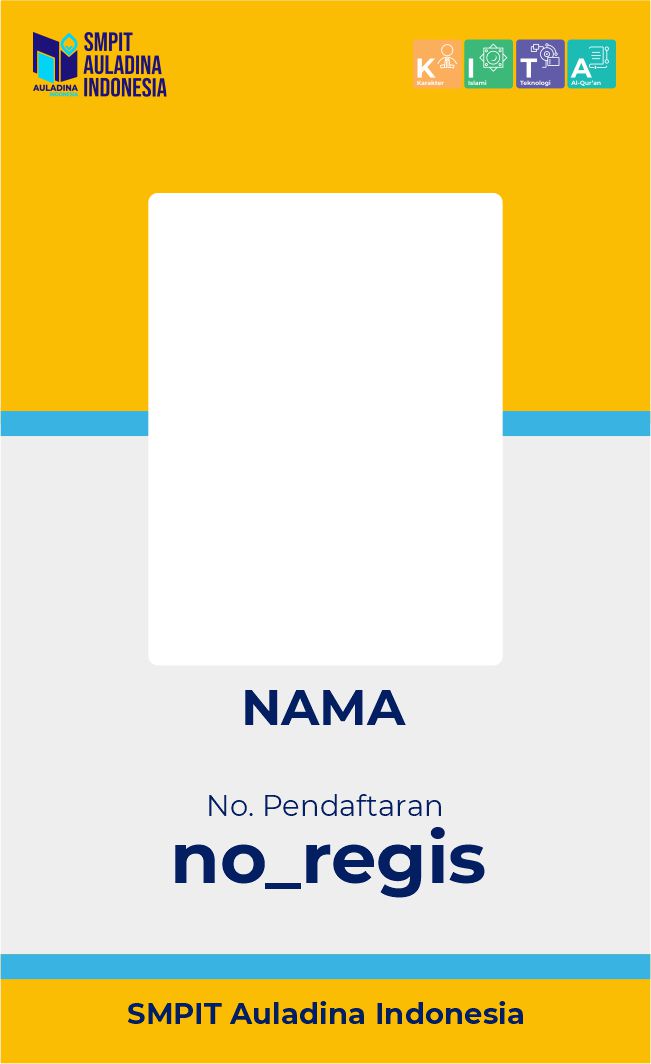 SMPIT
AULADINA
INDONESIA
AULADINA
INDONESIA
K
Karakter
I
Islami
T
Teknologi
A
Al-Qur'an
NAMA
No. Pendaftaran
no_regis
SMPIT Auladina Indonesia